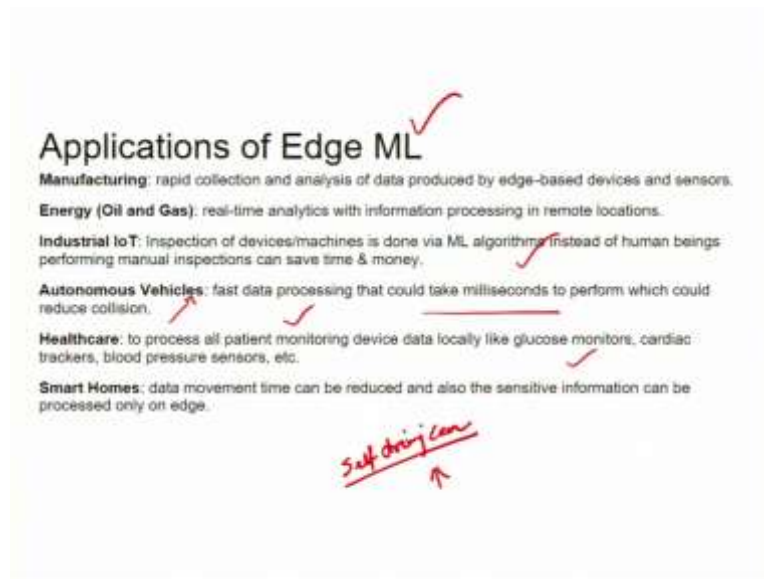 Applications of Edge ML
Manufacturing: rapid collection and analysis of data produced by edge-based devices and sensors.
Energy (Oil and Gas): real-time analytics with information processing in remote locations.
Industrial IoT: Inspection of devices/machines is done via ML algorithms instead of human beings
performing manual inspections can save time & money.
Autonomous Vehicles: fast data processing that could take milliseconds to perform which could
reduce collision.
Healthcare: to process all patient monitoring device data locally like glucose monitors, cardiac
trackers, blood pressure sensors, etc.
Smart Homes: data movement time can be reduced and also the sensitive information can be
processed only on edge.
Self driving